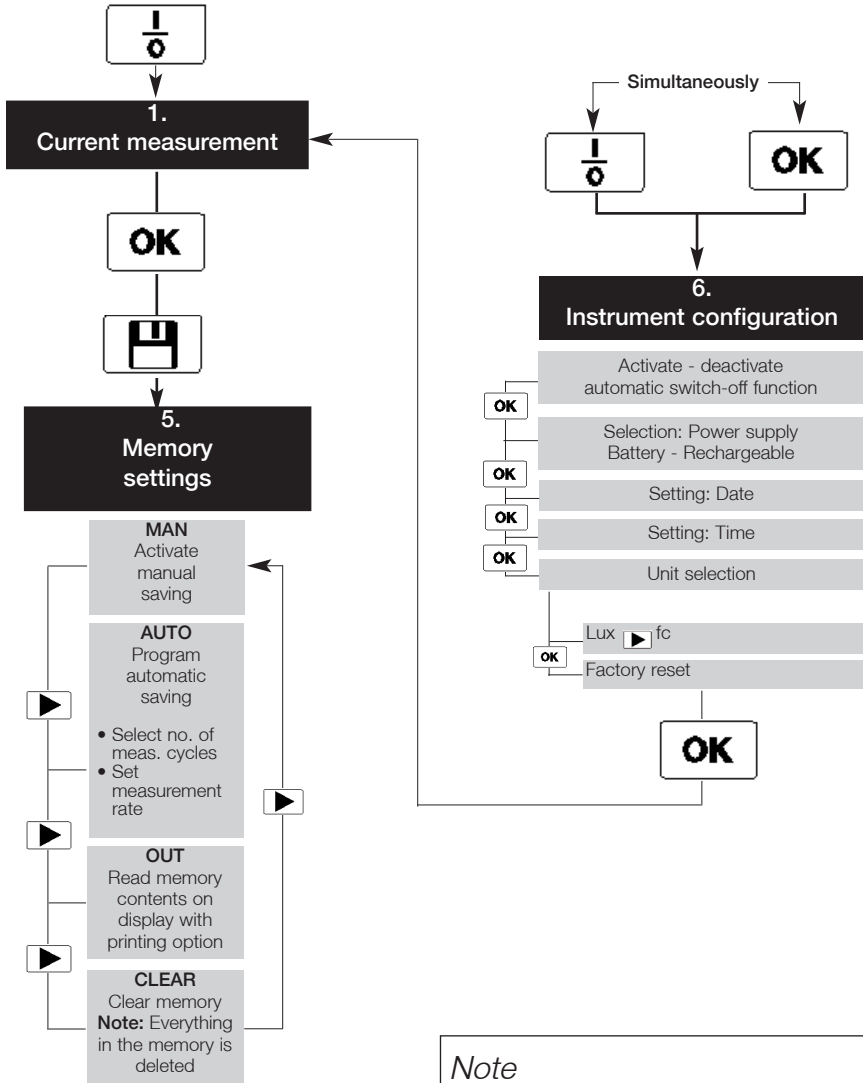 I
0
1.
Current measurement
OK
5.
Memory
settings
MAN
Activate
manual
saving
AUTO
Program
automatic
saving
• Select no. of
meas. cycles
• Set
measurement
rate
OUT
Read memory
contents on
display with
printing option
CLEAR
Clear memory
Note: Everything
in the memory is
deleted
Simultaneously
I
0
OK
6.
Instrument configuration
Activate - deactivate
automatic switch-off function
OK
Selection: Power supply
Battery - Rechargeable
OK
Setting: Date
OK
Setting: Time
OK
Unit selection
Lux fc
OK
Factory reset
OK
Note